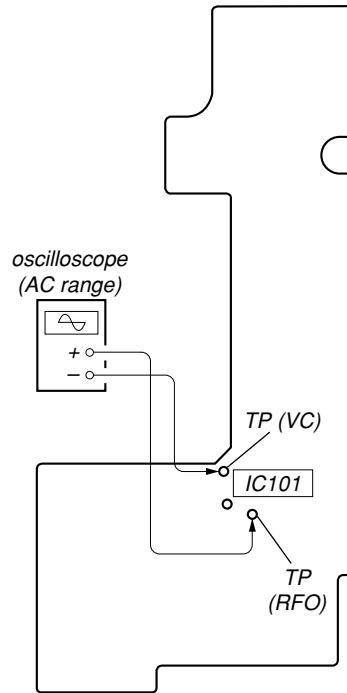 oscilloscope
(AC range)
+
–
TP (VC)
IC101
TP
(RFO)